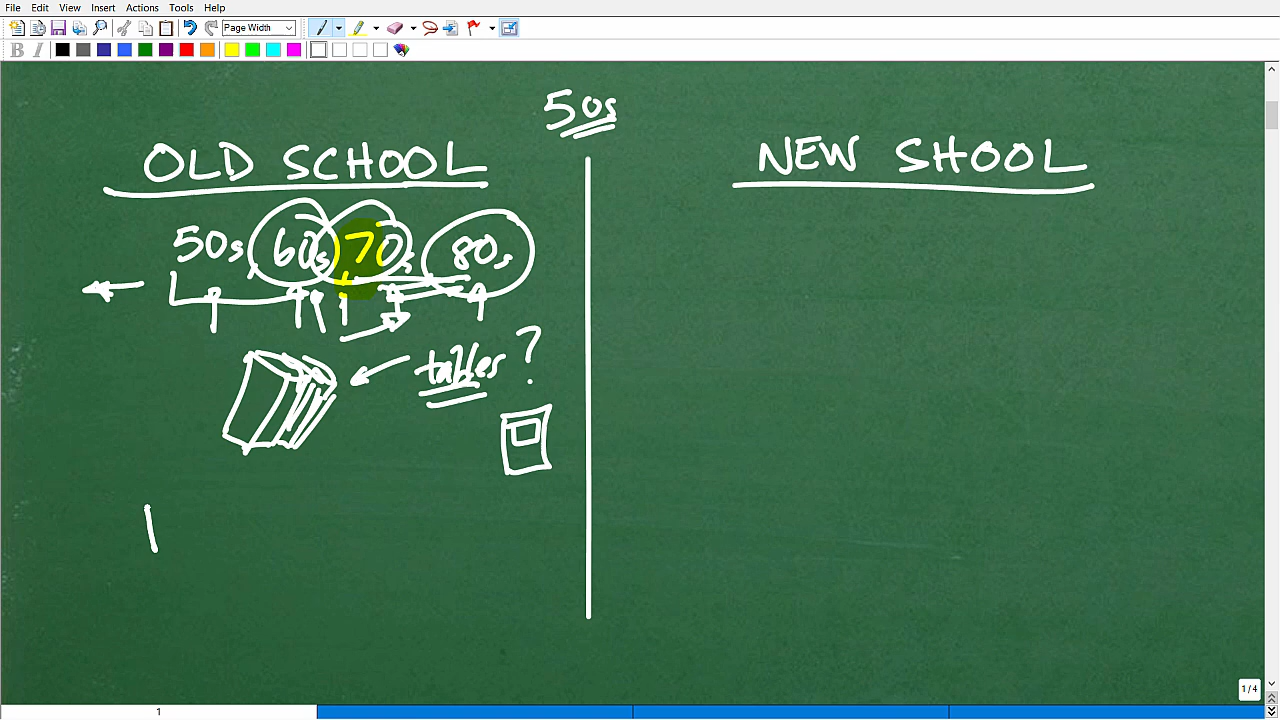 File Edit View Insert Actions Tools Help
Page Width
B I
50s
OLD SCHOOL
NEW SHOOL
50s 60s 70s 80s
tables ?
1/4
1